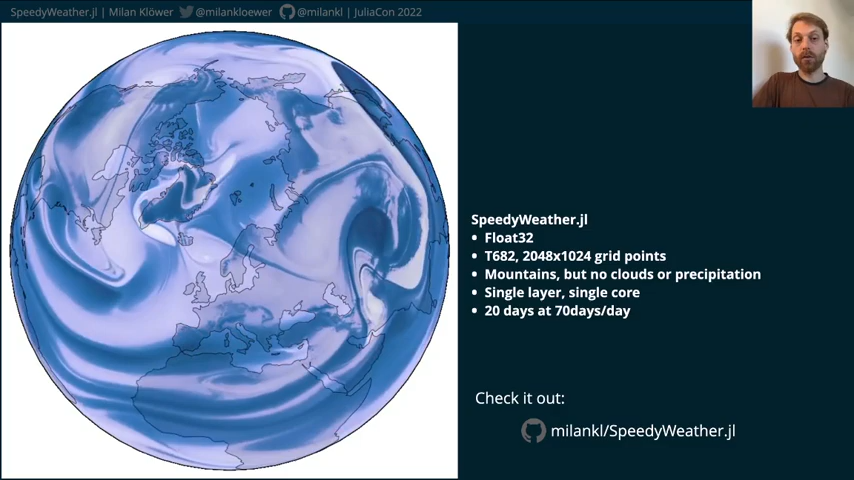 SpeedyWeather.jl | Milan Klöwer @milankloewer @milankl | JuliaCon 2022
SpeedyWeather.jl
• Float32
• T682, 2048x1024 grid points
• Mountains, but no clouds or precipitation
• Single layer, single core
• 20 days at 70days/day
Check it out:
milankl/SpeedyWeather.jl